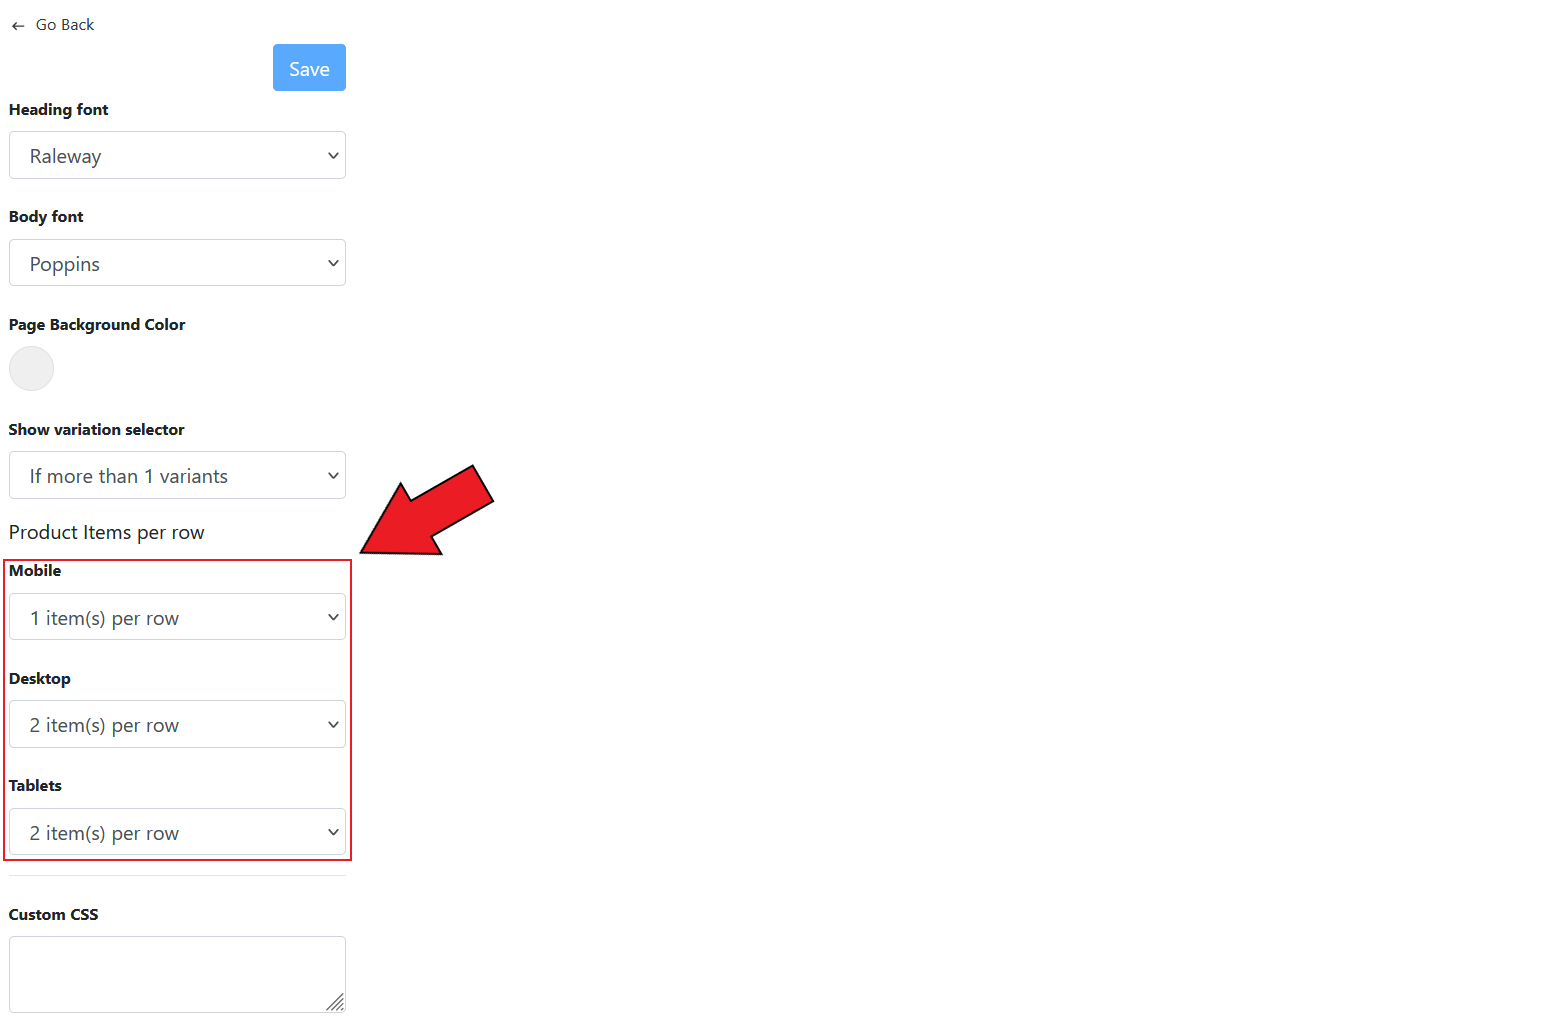 Go Back
Save
Heading font
Raleway
Body font
Poppins
Page Background Color
Show variation selector
If more than 1 variants
Product Items per row
Mobile
1 item(s) per row
Desktop
2 item(s) per row
Tablets
2 item(s) per row
Custom CSS